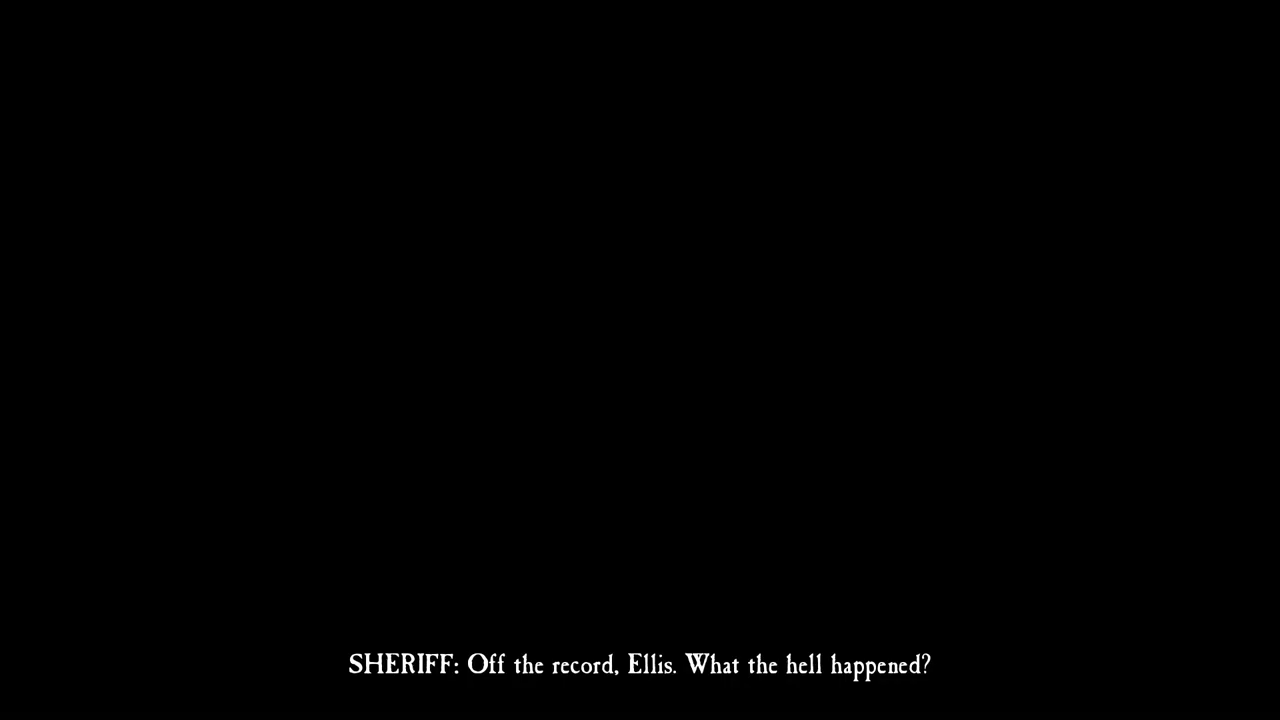 SHERIFF: Off the record, Ellis. What the hell happened?